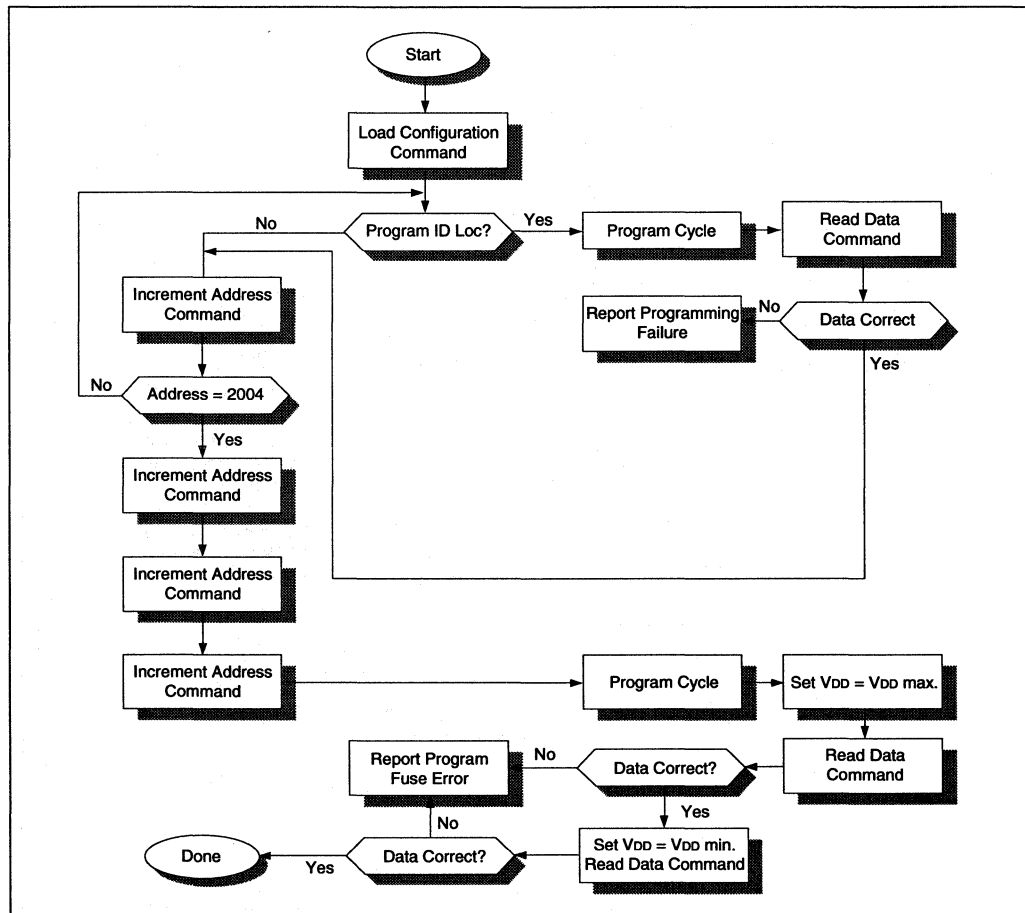 Start
Load Configuration
Command
No
Program ID Loc?
Yes
Program Cycle
Read Data
Command
Increment Address
Command
Report Programming
Failure
No
Data Correct
Yes
No
Address = 2004
Yes
Increment Address
Command
Increment Address
Command
Increment Address
Command
Program Cycle
Set VDD = VDD max.
Report Program
Fuse Error
No
Data Correct?
Read Data
Command
Yes
No
Set VDD = VDD min.
Read Data Command
Done
Yes
Data Correct?